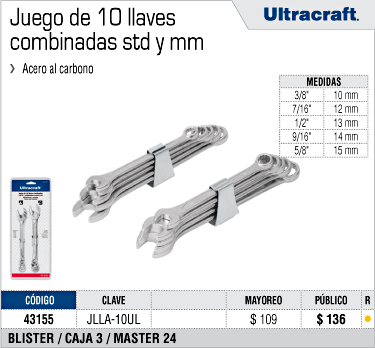 Juego de 10 llaves
combinadas std y mm
Ultracraft.
❯ Acero al carbono
MEDIDAS
3/8" 10 mm
7/16" 12 mm
1/2" 13 mm
9/16" 14 mm
5/8" 15 mm
Ultracraft
CÓDIGO CLAVE MAYOREO PÚBLICO R
43155 JLLA-10UL $ 109 $ 136
BLISTER / CAJA 3 / MASTER 24